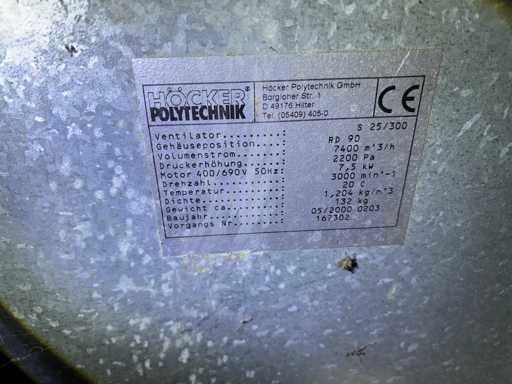 HÖCKER®
POLYTECHNIK
Höcker Polytechnik GmbH
Borgloher Str. 1
D 49176 Hilter
Tel. (05409) 405-0
CE
Ventilator........: S 25/300
Gehäuseposition.....: RD 90
Volumenstrom........: 7400 m^3/h
Druckerhöhung.......: 2200 Pa
Motor 400/690V 50Hz: 7,5 kW
Drehzahl............: 3000 min^-1
Temperatur..........: 20 C
Dichte..............: 1,204 kg/m^3
Gewicht ca..........: 132 kg
Baujahr.............: 05/2000 0203
Vorgangs Nr.........: 167302